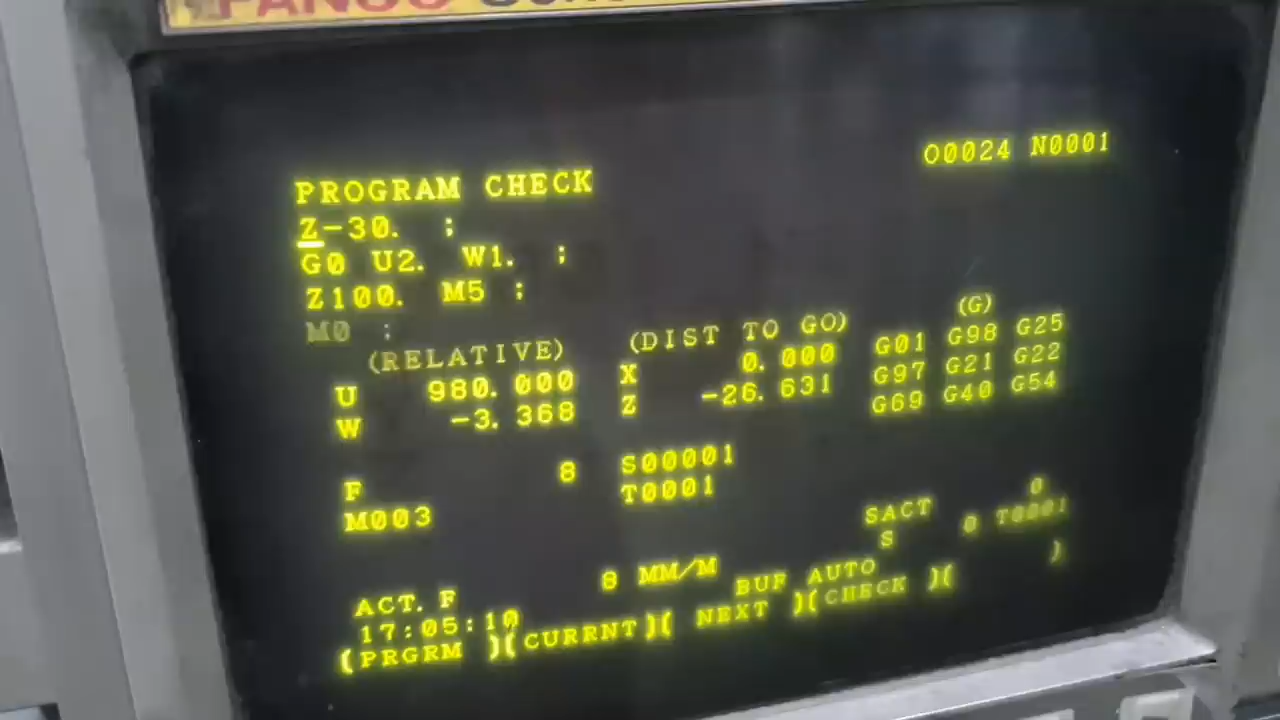 FANUC
O0024 N0001
PROGRAM CHECK
Z-30. ;
G0 U2. W1. ;
Z100. M5 ;
M0 ;
(RELATIVE) (DIST TO GO) (G)
U 980.000 X 0.000 G01 G98 G25
W -3.368 Z -26.631 G97 G21 G22
G69 G40 G54
F 8 S00001
M003 T0001
SACT 0
S 0 T0001
ACT. F 8 MM/M
17:05:10 BUF AUTO
(PRGRM )(CURRNT)( NEXT )(CHECK )( )